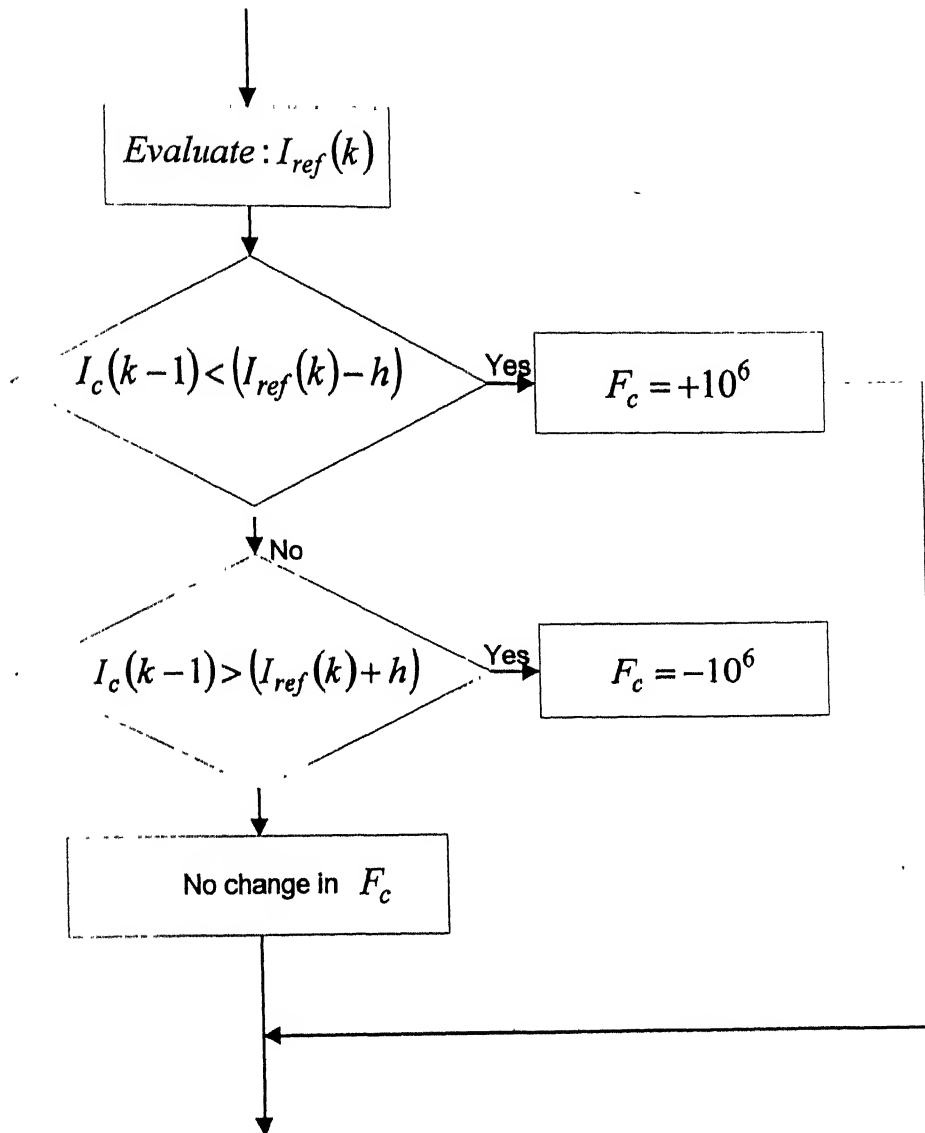 Evaluate : I_ref(k)
I_c(k−1) < (I_ref(k) − h)
Yes
F_c = +10^6
No
I_c(k−1) > (I_ref(k) + h)
Yes
F_c = −10^6
No change in F_c